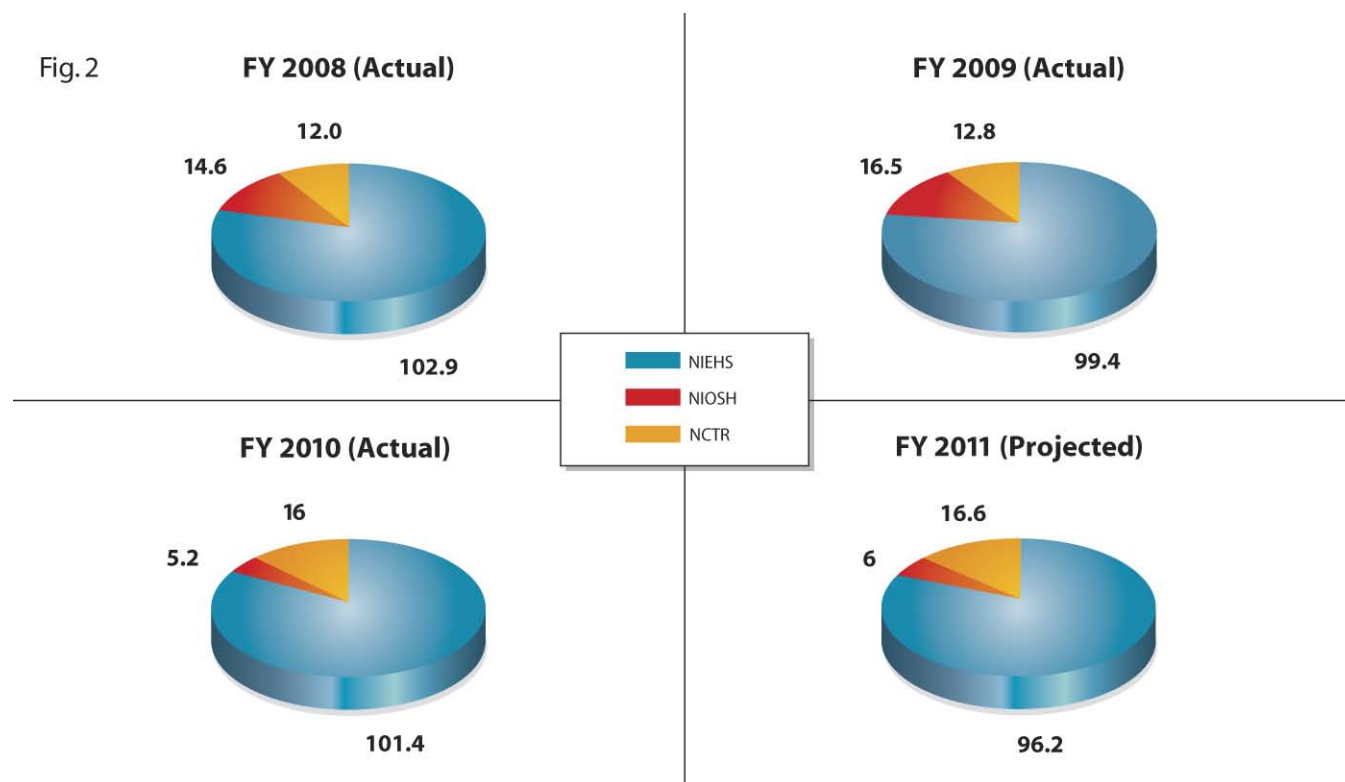 Fig. 2
FY 2008 (Actual)
12.0
14.6
102.9
FY 2009 (Actual)
12.8
16.5
99.4
NIEHS
NIOSH
NCTR
FY 2010 (Actual)
16
5.2
101.4
FY 2011 (Projected)
16.6
6
96.2